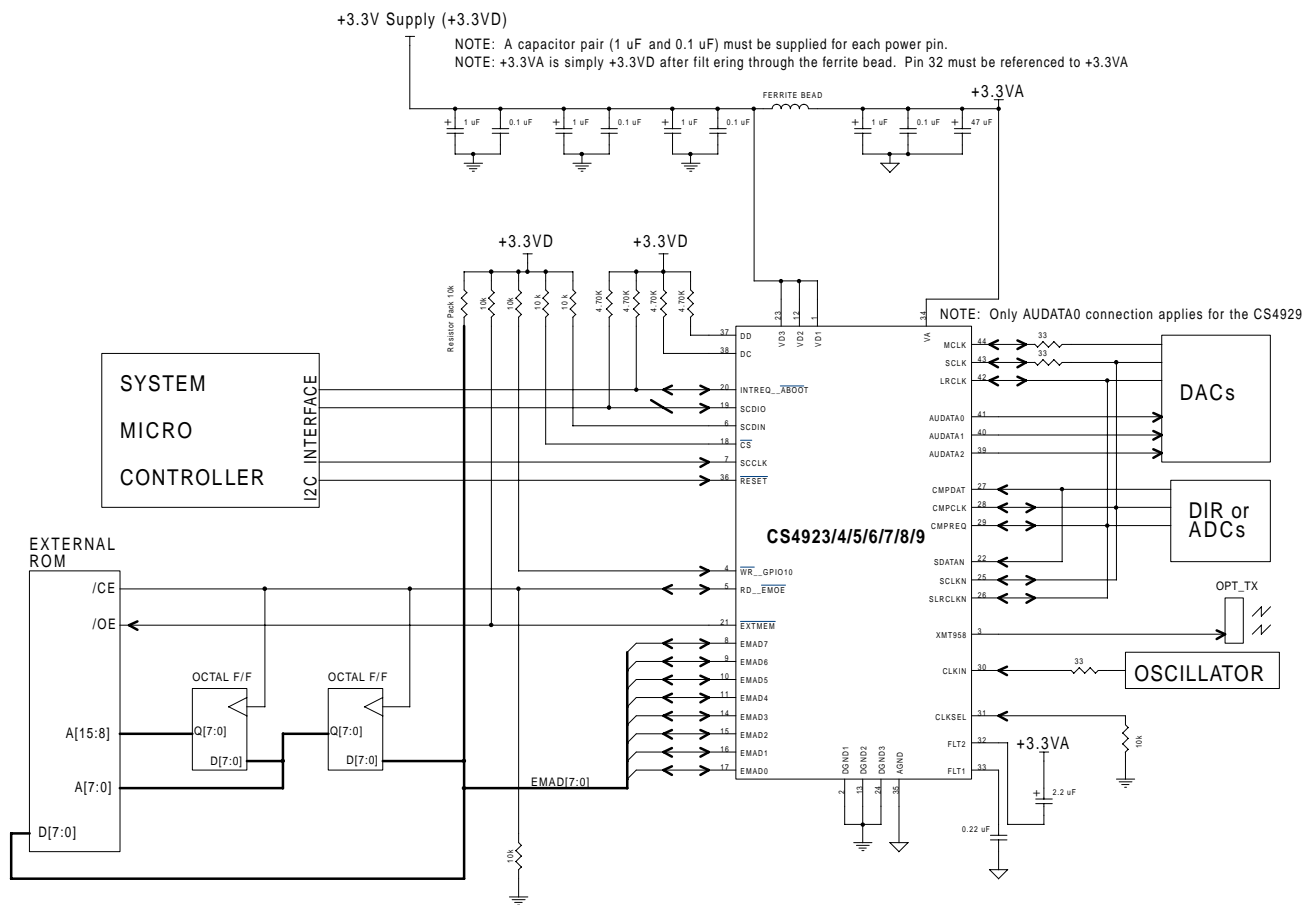 +3.3V Supply (+3.3VD)
NOTE: A capacitor pair (1 uF and 0.1 uF) must be supplied for each power pin.
NOTE: +3.3VA is simply +3.3VD after filt ering through the ferrite bead. Pin 32 must be referenced to +3.3VA
FERRITE BEAD
+3.3VA
+ 1 uF
0.1 uF
+ 1 uF
0.1 uF
+ 1 uF
0.1 uF
+ 1 uF
0.1 uF
+ 47 uF
+3.3VD
+3.3VD
Resistor Pack 10k
10k
10k
10 k
10 k
4.70K
4.70K
4.70K
4.70K
23
12
1
34
VD3
VD2
VD1
VA
NOTE: Only AUDATA0 connection applies for the CS4929
SYSTEM
MICRO
CONTROLLER
I2C INTERFACE
37 DD
38 DC
20 INTREQ__ABOOT
19 SCDIO
6 SCDIN
18 CS
7 SCCLK
36 RESET
4 WR__GPIO10
5 RD__EMOE
21 EXTMEM
8 EMAD7
9 EMAD6
10 EMAD5
11 EMAD4
14 EMAD3
15 EMAD2
16 EMAD1
17 EMAD0
CS4923/4/5/6/7/8/9
MCLK 44
33
SCLK 43
33
LRCLK 42
AUDATA0 41
AUDATA1 40
AUDATA2 39
DACs
CMPDAT 27
CMPCLK 28
CMPREQ 29
DIR or
ADCs
SDATAN 22
SCLKN 25
SLRCLKN 26
OPT_TX
XMT958 3
CLKIN 30
33
OSCILLATOR
CLKSEL 31
10k
FLT2 32
+3.3VA
FLT1 33
+ 2.2 uF
0.22 uF
DGND1
DGND2
DGND3
AGND
2
13
24
35
EXTERNAL
ROM
/CE
/OE
OCTAL F/F
OCTAL F/F
A[15:8]
Q[7:0]
Q[7:0]
D[7:0]
D[7:0]
A[7:0]
EMAD[7:0]
D[7:0]
10k